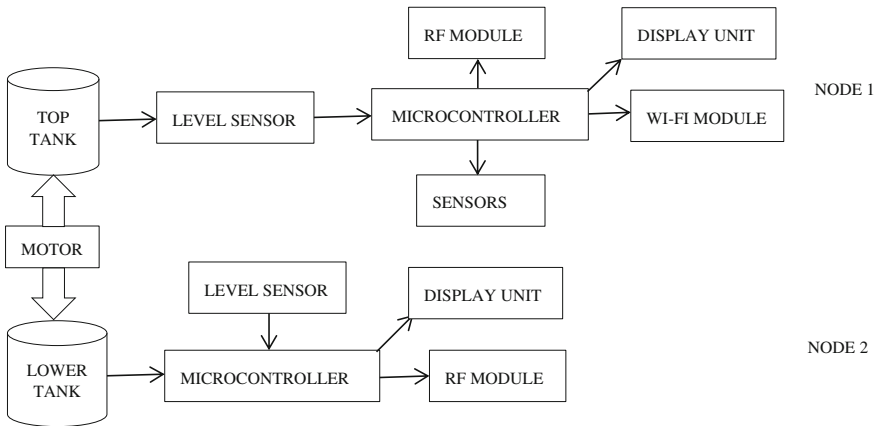 RF MODULE
DISPLAY UNIT
NODE 1
TOP
TANK
LEVEL SENSOR
MICROCONTROLLER
WI-FI MODULE
SENSORS
MOTOR
LEVEL SENSOR
DISPLAY UNIT
NODE 2
LOWER
TANK
MICROCONTROLLER
RF MODULE